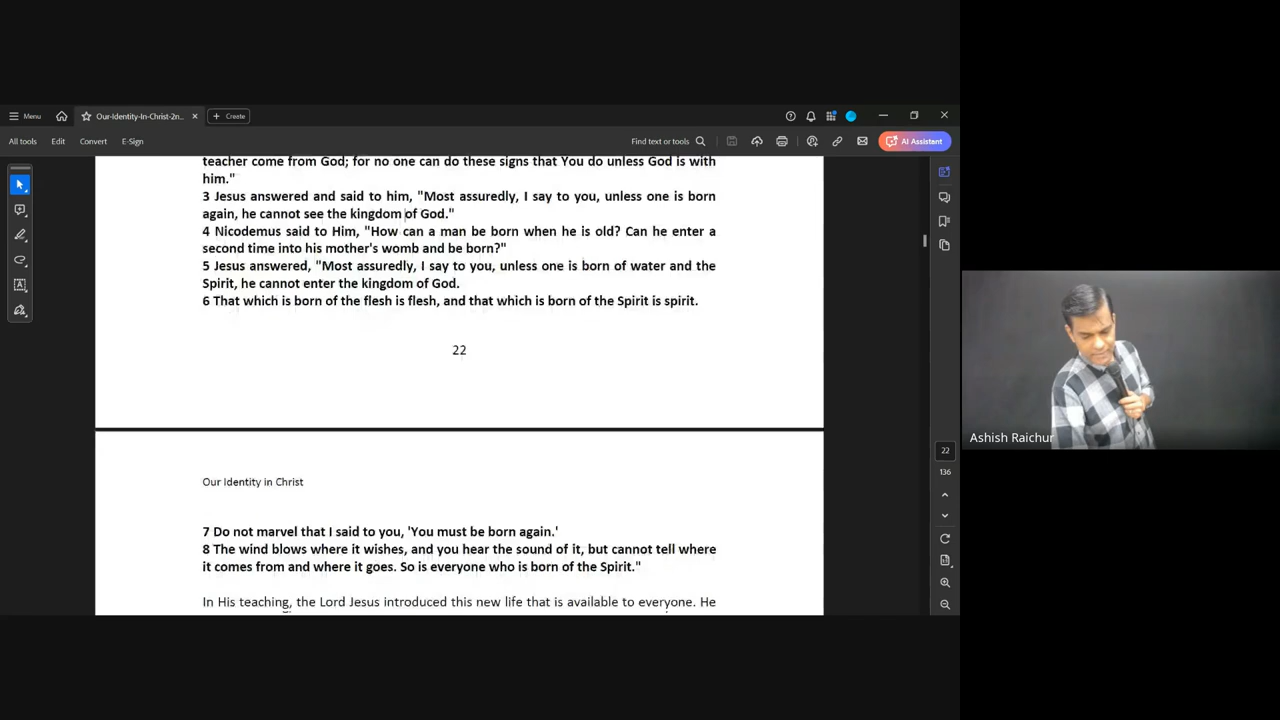 Menu
Our-Identity-In-Christ-2n...
Create
All tools
Edit
Convert
E-Sign
Find text or tools
AI Assistant
teacher come from God; for no one can do these signs that You do unless God is with
him."
3 Jesus answered and said to him, "Most assuredly, I say to you, unless one is born
again, he cannot see the kingdom of God."
4 Nicodemus said to Him, "How can a man be born when he is old? Can he enter a
second time into his mother's womb and be born?"
5 Jesus answered, "Most assuredly, I say to you, unless one is born of water and the
Spirit, he cannot enter the kingdom of God.
6 That which is born of the flesh is flesh, and that which is born of the Spirit is spirit.
22
Our Identity in Christ
7 Do not marvel that I said to you, 'You must be born again.'
8 The wind blows where it wishes, and you hear the sound of it, but cannot tell where
it comes from and where it goes. So is everyone who is born of the Spirit."
In His teaching, the Lord Jesus introduced this new life that is available to everyone. He
22
136
Ashish Raichur